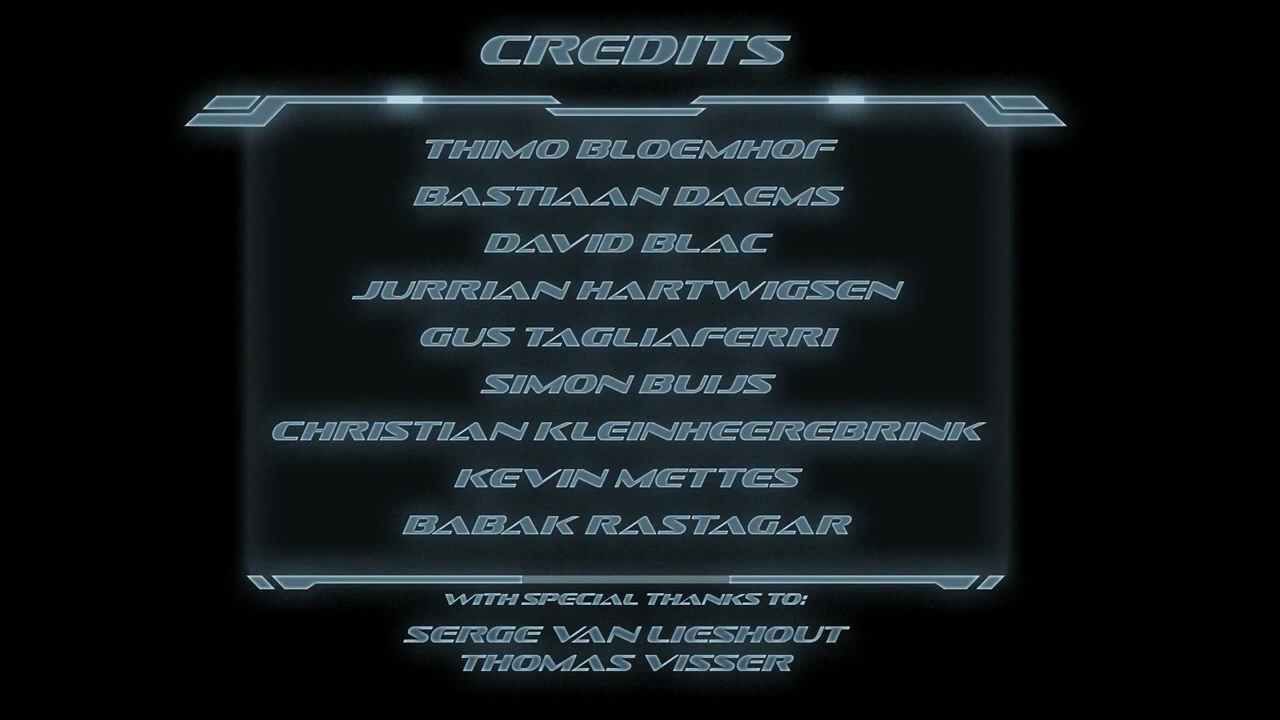 CREDITS
THIMO BLOEMHOF
BASTIAAN DAEMS
DAVID BLAC
JURRIAN HARTWIGSEN
GUS TAGLIAFERRI
SIMON BUIJS
CHRISTIAN KLEINHEEREBRINK
KEVIN METTES
BABAK RASTAGAR
WITH SPECIAL THANKS TO:
SERGE VAN LIESHOUT
THOMAS VISSER